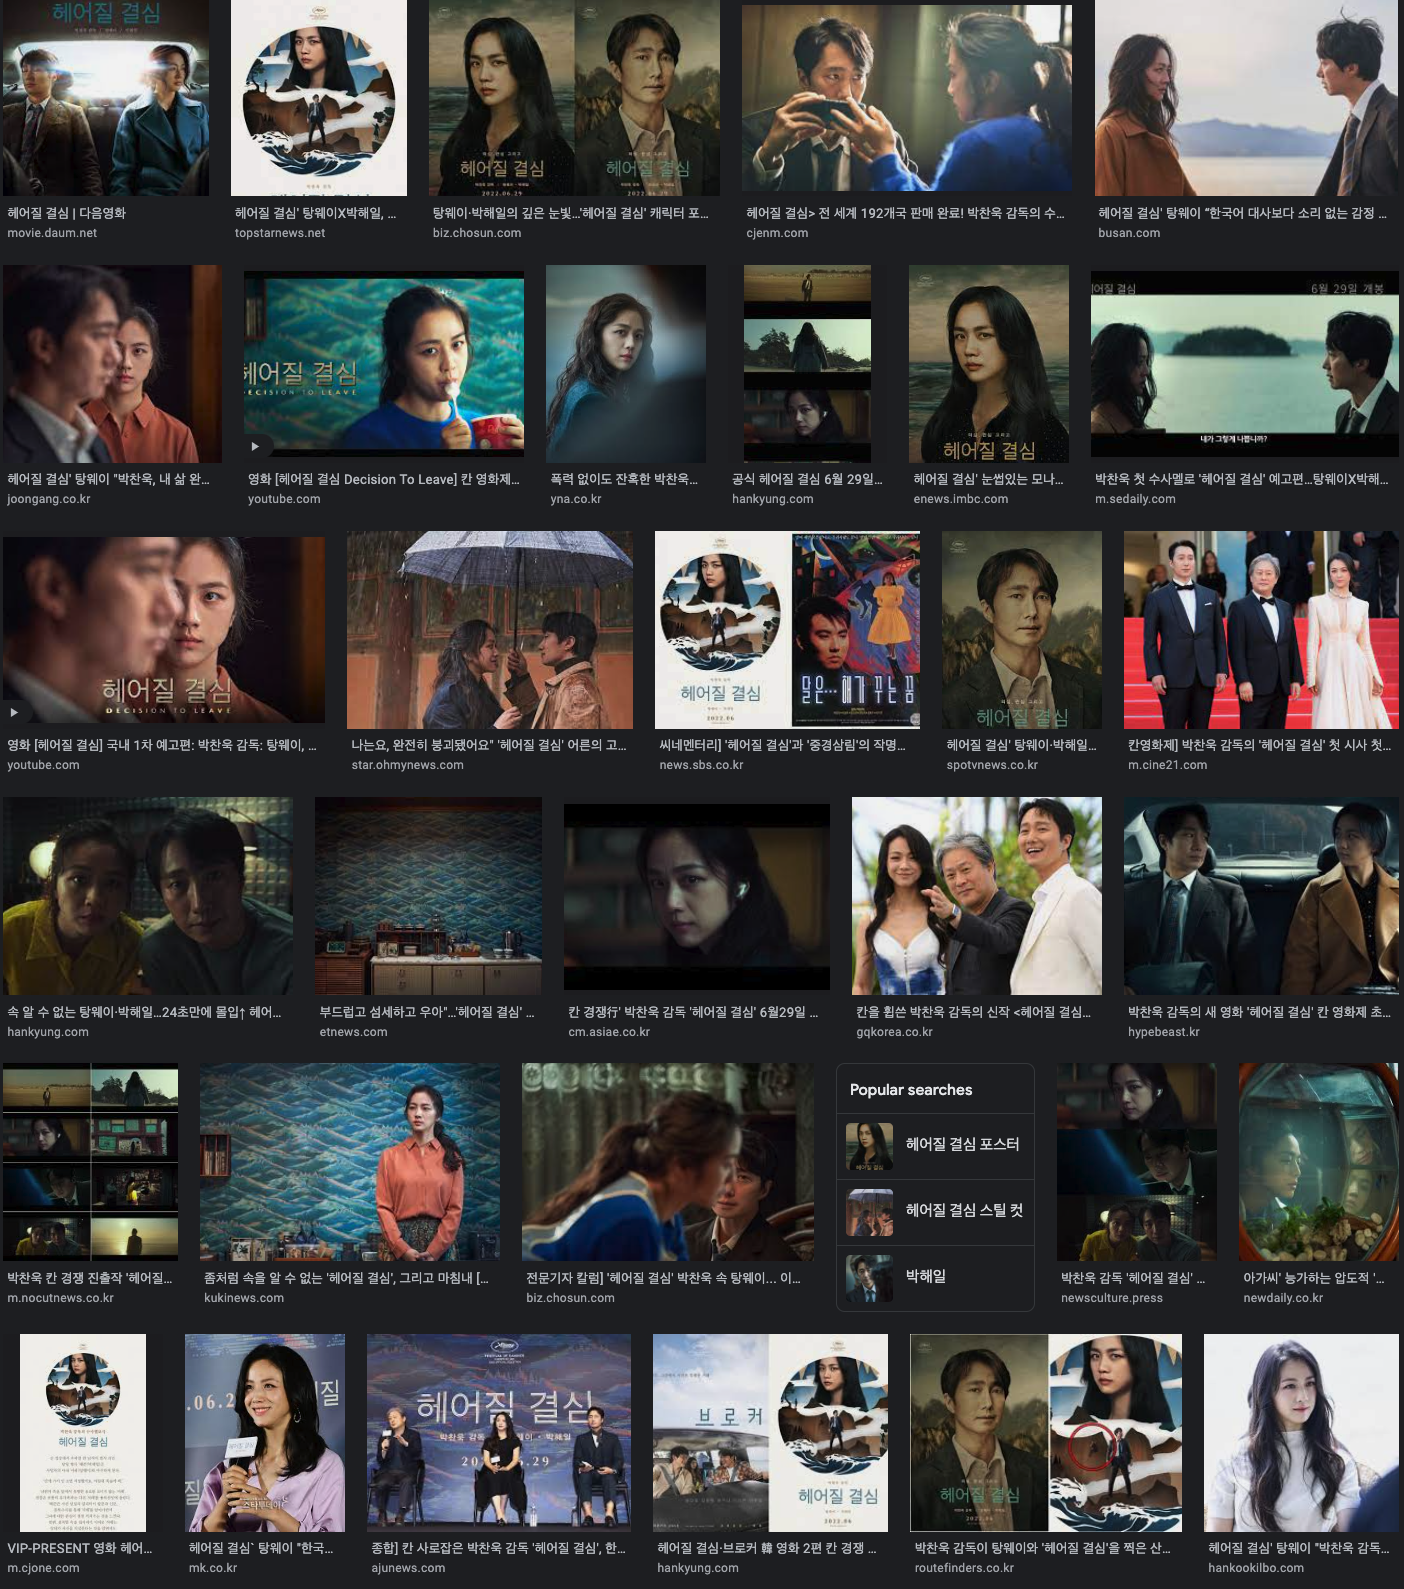 헤어질 결심
헤어질 결심
2022.06.29
헤어질 결심
헤어질 결심 | 다음영화
movie.daum.net
헤어질 결심' 탕웨이X박해일, ...
topstarnews.net
탕웨이·박해일의 깊은 눈빛...'헤어질 결심' 캐릭터 포...
biz.chosun.com
헤어질 결심> 전 세계 192개국 판매 완료! 박찬욱 감독의 수...
cjenm.com
헤어질 결심' 탕웨이 "한국어 대사보다 소리 없는 감정 ...
busan.com
헤어질 결심
DECISION TO LEAVE
헤어질 결심
헤어질 결심
6월 29일 개봉
내가 그렇게 나쁩니까?
헤어질 결심' 탕웨이 "박찬욱, 내 삶 완...
joongang.co.kr
영화 [헤어질 결심 Decision To Leave] 칸 영화제...
youtube.com
폭력 없이도 잔혹한 박찬욱...
yna.co.kr
공식 헤어질 결심 6월 29일...
hankyung.com
헤어질 결심' 눈썹있는 모나...
enews.imbc.com
박찬욱 첫 수사멜로 '헤어질 결심' 예고편...탕웨이X박해...
m.sedaily.com
헤어질 결심
DECISION TO LEAVE
헤어질 결심
2022.06
말은... 해가 꾸는 꿈
헤어질 결심
영화 [헤어질 결심] 국내 1차 예고편: 박찬욱 감독: 탕웨이, ...
youtube.com
나는요, 완전히 붕괴됐어요" '헤어질 결심' 어른의 고...
star.ohmynews.com
씨네멘터리] '헤어질 결심'과 '중경삼림'의 작명...
news.sbs.co.kr
헤어질 결심' 탕웨이·박해일...
spotvnews.co.kr
칸영화제] 박찬욱 감독의 '헤어질 결심' 첫 시사 첫...
m.cine21.com
속 알 수 없는 탕웨이·박해일...24초만에 몰입↑ 헤어...
hankyung.com
부드럽고 섬세하고 우아"...'헤어질 결심' ...
etnews.com
칸 경쟁行' 박찬욱 감독 '헤어질 결심' 6월29일 ...
cm.asiae.co.kr
칸을 휩쓴 박찬욱 감독의 신작 <헤어질 결심...
gqkorea.co.kr
박찬욱 감독의 새 영화 '헤어질 결심' 칸 영화제 초...
hypebeast.kr
Popular searches
헤어질 결심 포스터
헤어질 결심 스틸 컷
박해일
박찬욱 칸 경쟁 진출작 '헤어질...
m.nocutnews.co.kr
좀처럼 속을 알 수 없는 '헤어질 결심', 그리고 마침내 [...
kukinews.com
전문기자 칼럼] '헤어질 결심' 박찬욱 속 탕웨이... 이...
biz.chosun.com
박찬욱 감독 '헤어질 결심' ...
newsculture.press
아가씨' 능가하는 압도적 '...
newdaily.co.kr
헤어질 결심
.06.2
질
헤어질 결심
스타투데이
헤어질 결심
박찬욱 감독
웨이·박해일
브로커
헤어질 결심
2022.06
헤어질 결심
VIP-PRESENT 영화 헤어...
m.cjone.com
헤어질 결심` 탕웨이 "한국...
mk.co.kr
종합] 칸 사로잡은 박찬욱 감독 '헤어질 결심', 한...
ajunews.com
헤어질 결심·브로커 韓 영화 2편 칸 경쟁 ...
hankyung.com
박찬욱 감독이 탕웨이와 '헤어질 결심'을 찍은 산...
routefinders.co.kr
헤어질 결심' 탕웨이 "박찬욱 감독...
hankookilbo.com